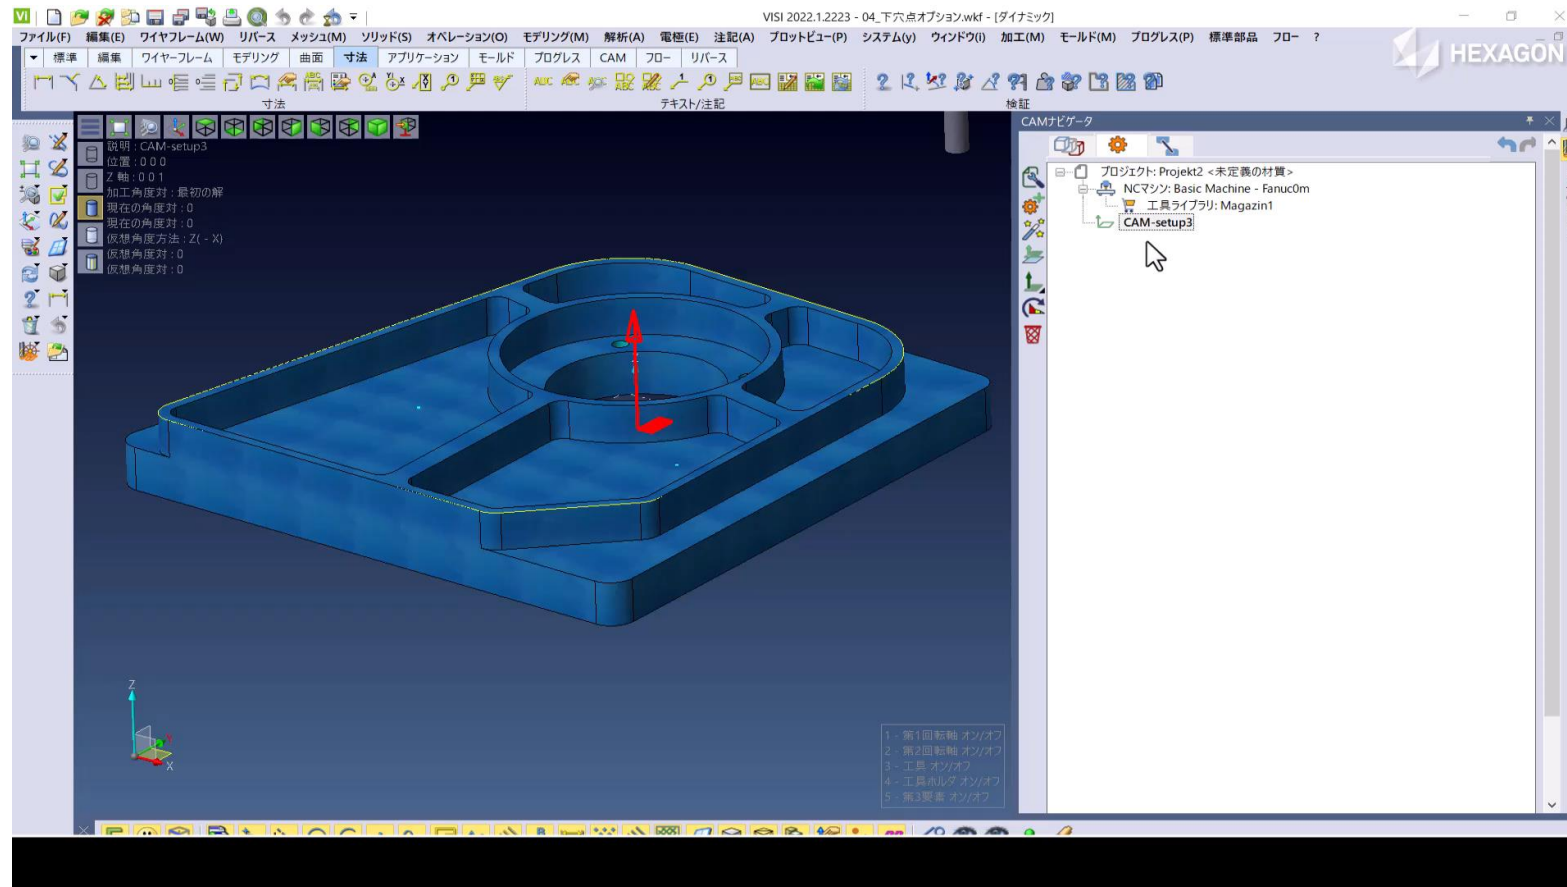 VISI 2022.1.2223 - 04_下穴点オプション.wkf - [ダイナミック]
ファイル(F) 編集(E) ワイヤフレーム(W) リバース メッシュ(M) ソリッド(S) オペレーション(O) モデリング(M) 解析(A) 電極(E) 注記(A) プロットビュー(P) システム(y) ウィンドウ(i) 加工(M) モールド(M) プログレス(P) 標準部品 フロー ?
標準 編集 ワイヤーフレーム モデリング 曲面 寸法 アプリケーション モールド プログレス CAM フロー リバース
HEXAGON
寸法 テキスト/注記 検証
CAMナビゲータ
説明 : CAM-setup3
位置 : 0 0 0
Z 軸 : 0 0 1
加工角度対 : 最初の解
現在の角度対 : 0
現在の角度対 : 0
仮想角度方法 : Z( - X)
仮想角度対 : 0
仮想角度対 : 0
プロジェクト: Projekt2 <未定義の材質>
NCマシン: Basic Machine - Fanuc0m
工具ライブラリ: Magazin1
CAM-setup3
Z
X
1 - 第1回転軸 オン/オフ
2 - 第2回転軸 オン/オフ
3 - 工具 オン/オフ
4 - 工具ホルダ オン/オフ
5 - 第3要素 オン/オフ